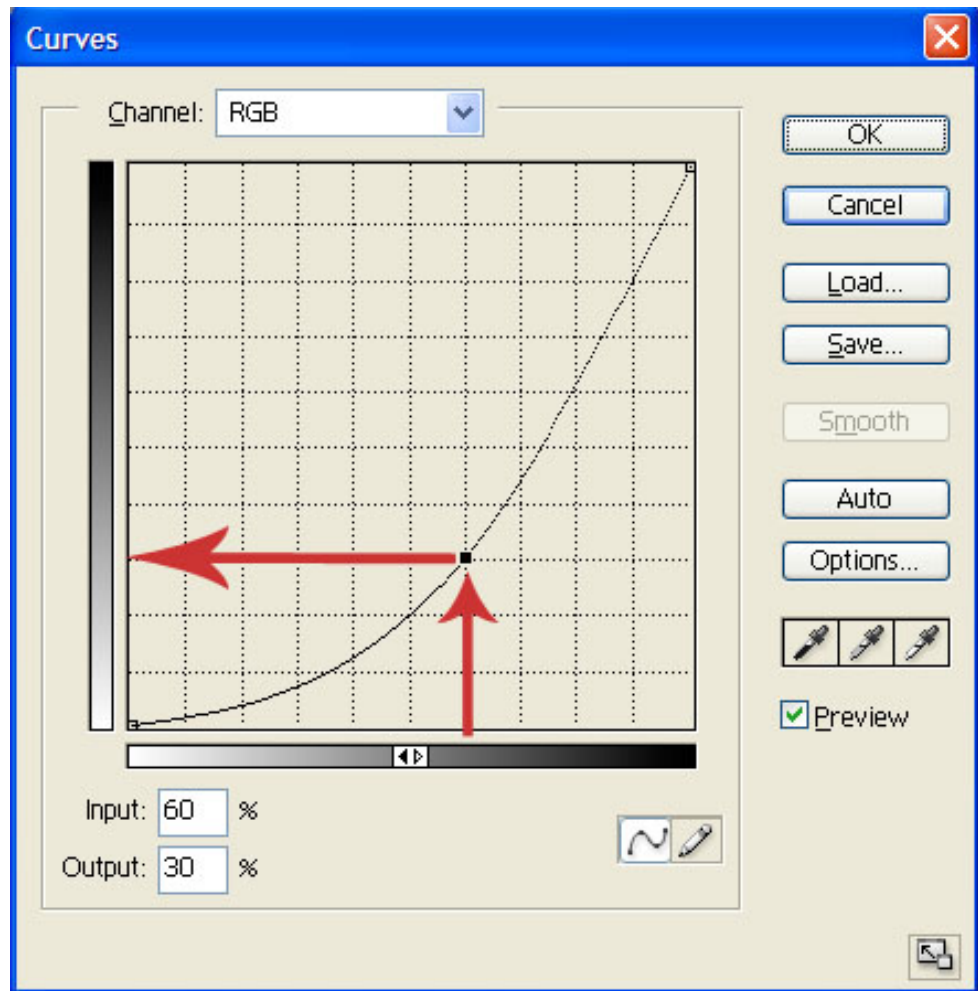 Curves
Channel: RGB
OK
Cancel
Load...
Save...
Smooth
Auto
Options...
Preview
Input: 60 %
Output: 30 %